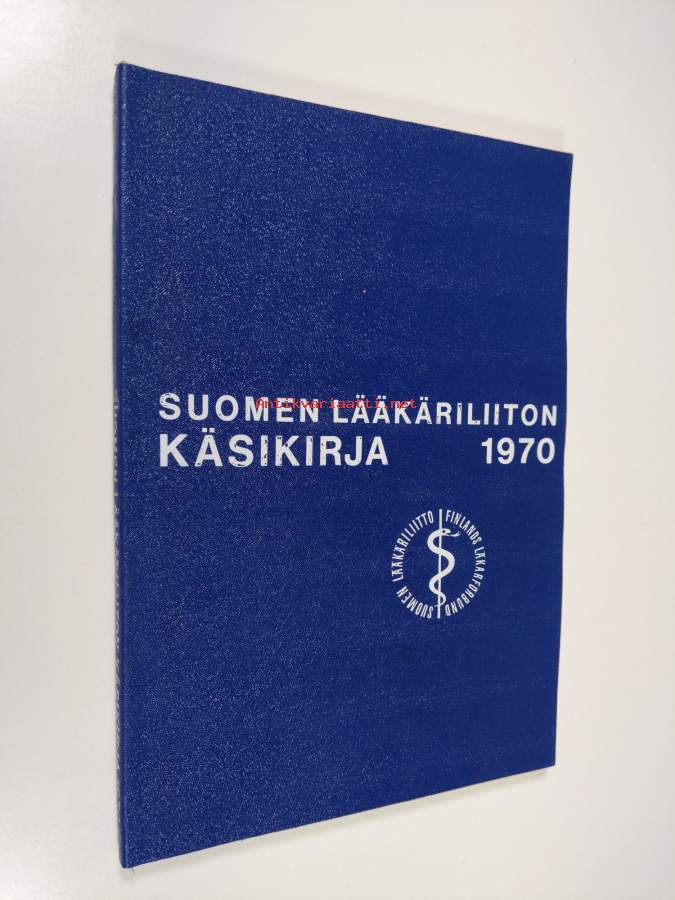 SUOMEN LÄÄKÄRILIITON
KÄSIKIRJA 1970
Antikvariaatti.net
SUOMEN LÄÄKÄRILIITTO
FINLANDS LÄKARFÖRBUND